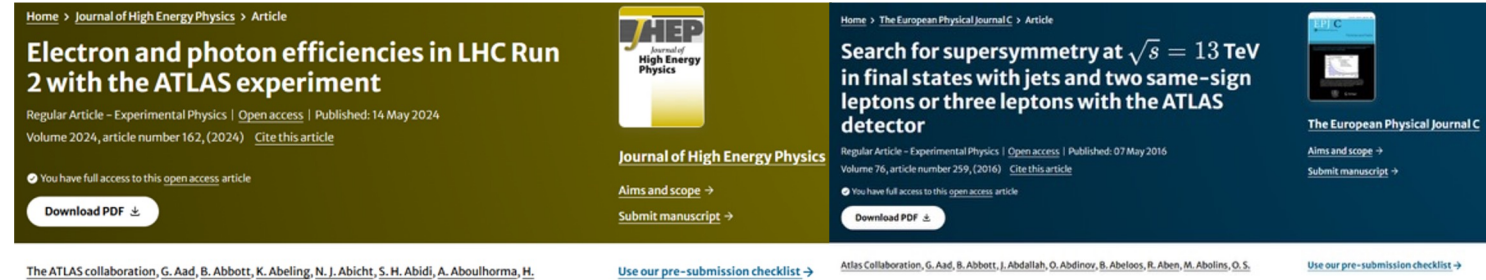 Home > Journal of High Energy Physics > Article
Electron and photon efficiencies in LHC Run
2 with the ATLAS experiment
Regular Article – Experimental Physics | Open access | Published: 14 May 2024
Volume 2024, article number 162, (2024) Cite this article
You have full access to this open access article
Download PDF
JHEP
Journal of
High Energy
Physics
Journal of High Energy Physics
Aims and scope →
Submit manuscript →
The ATLAS collaboration, G. Aad, B. Abbott, K. Abeling, N. J. Abicht, S. H. Abidi, A. Aboulhorma, H.
Use our pre-submission checklist →
Home > The European Physical Journal C > Article
Search for supersymmetry at √s = 13 TeV
in final states with jets and two same-sign
leptons or three leptons with the ATLAS
detector
Regular Article – Experimental Physics | Open access | Published: 07 May 2016
Volume 76, article number 259, (2016) Cite this article
You have full access to this open access article
Download PDF
The European Physical Journal C
Aims and scope →
Submit manuscript →
Atlas Collaboration, G. Aad, B. Abbott, J. Abdallah, O. Abdinov, B. Abeloos, R. Aben, M. Abolins, O. S.
Use our pre-submission checklist →